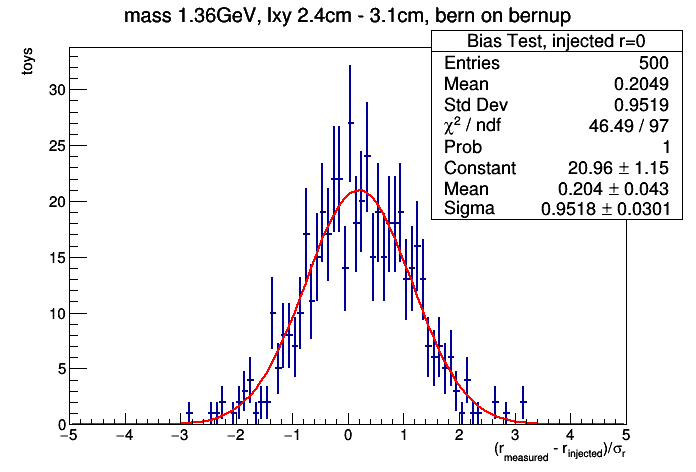 mass 1.36GeV, lxy 2.4cm - 3.1cm, bern on bernup
toys
Bias Test, injected r=0
Entries 500
Mean 0.2049
Std Dev 0.9519
χ² / ndf 46.49 / 97
Prob 1
Constant 20.96 ± 1.15
Mean 0.204 ± 0.043
Sigma 0.9518 ± 0.0301
30
25
20
15
10
5
0
−5 −4 −3 −2 −1 0 1 2 3 4 5
(r_measured - r_injected)/σ_r